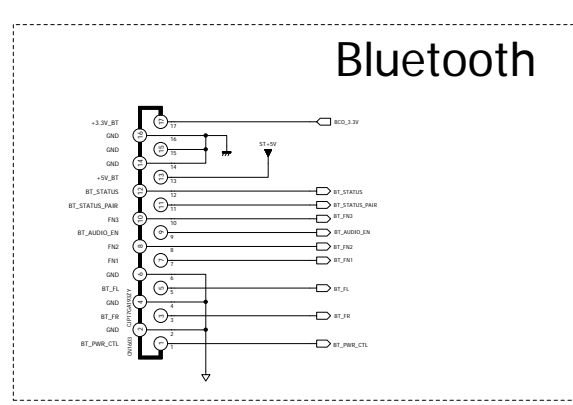 Bluetooth
+3.3V_BT 17 17 BCO_3.3V
GND 16 16
GND 15 15 ST+5V
GND 14 14
+5V_BT 13 13
BT_STATUS 12 12 BT_STATUS
BT_STATUS_PAIR 11 11 BT_STATUS_PAIR
FN3 10 10 BT_FN3
BT_AUDIO_EN 9 9 BT_AUDIO_EN
FN2 8 8 BT_FN2
FN1 7 7 BT_FN1
GND 6 6
BT_FL 5 5 BT_FL
GND 4 4
BT_FR 3 3 BT_FR
GND 2 2
BT_PWR_CTL 1 1 BT_PWR_CTL
CN1603